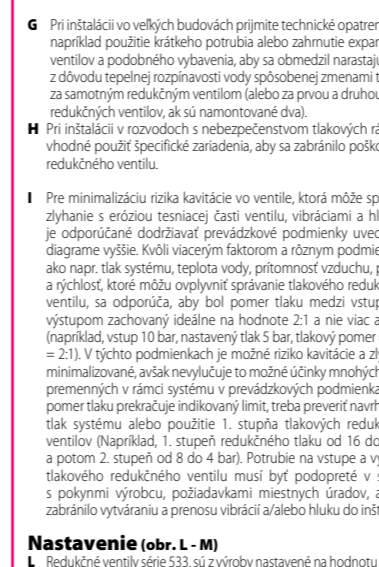 G Pri inštalácii vo veľkých budovách prijmite technické opatren
napríklad použitie krátkeho potrubia alebo zahrnutie expan
ventilov a podobného vybavenia, aby sa obmedzil narastaj
z dôvodu tepelnej rozpínavosti vody spôsobenej zmenami t
za samotným redukčným ventilom (alebo za prvou a druhou
redukčných ventilov, ak sú namontované dva).
H Pri inštalácii v rozvodoch s nebezpečenstvom tlakových rá
vhodné použiť špecifické zariadenia, aby sa zabránilo poško
redukčného ventilu.
I Pre minimalizáciu rizika kavitácie vo ventile, ktorá môže sp
zlyhanie s eróziou tesniacej časti ventilu, vibráciami a hl
je odporúčané dodržiavať prevádzkové podmienky uved
diagrame vyššie. Kvôli viacerým faktorom a rôznym podmie
ako napr. tlak systému, teplota vody, prítomnosť vzduchu, p
a rýchlosť, ktoré môžu ovplyvniť správanie tlakového reduk
ventilu, sa odporúča, aby bol pomer tlaku medzi vstup
výstupom zachovaný ideálne na hodnote 2:1 a nie viac a
(napríklad, vstup 10 bar, nastavený tlak 5 bar, tlakový pomer
= 2:1). V týchto podmienkach je možné riziko kavitácie a zl
minimalizované, avšak nevylučuje to možné účinky mnohých
premenných v rámci systému v prevádzkových podmienka
pomer tlaku prekračuje indikovaný limit, treba preveriť navrh
tlak systému alebo použitie 1. stupňa tlakových reduk
ventilov (Napríklad, 1. stupeň redukčného tlaku od 16 do
a potom 2. stupeň od 8 do 4 bar). Potrubie na vstupe a v
tlakového redukčného ventilu musí byť podopreté v s
s pokynmi výrobcu, požiadavkami miestnych úradov, a
zabránilo vytváraniu a prenosu vibrácií a/alebo hluku do inšt
Nastavenie (obr. L - M)
L Redukčné ventily série 533. sú z výroby nastavené na hodnotu